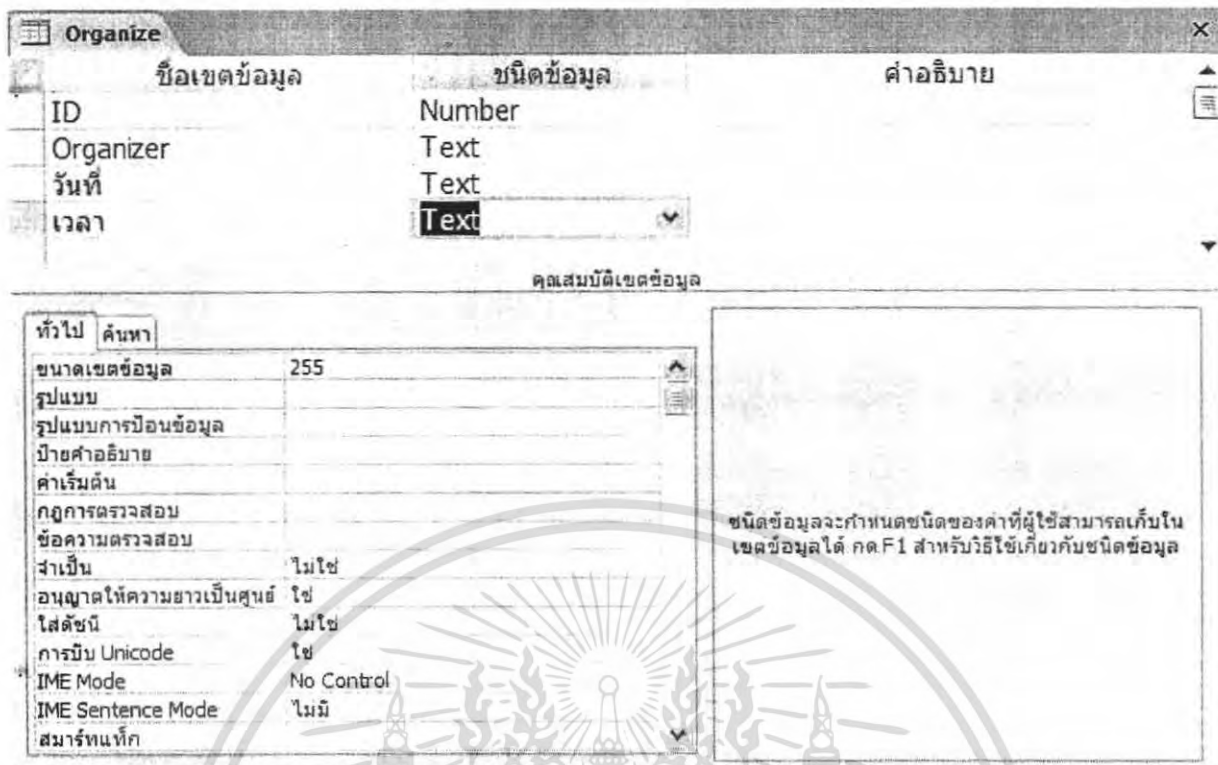 Organize
ชื่อเขตข้อมูล ชนิดข้อมูล คำอธิบาย
ID Number
Organizer Text
วันที่ Text
เวลา Text
คุณสมบัติเขตข้อมูล
ทั่วไป ค้นหา
ขนาดเขตข้อมูล 255
รูปแบบ
รูปแบบการป้อนข้อมูล
ป้ายคำอธิบาย
ค่าเริ่มต้น
กฎการตรวจสอบ
ข้อความตรวจสอบ
จำเป็น ไม่ใช่
อนุญาตให้ความยาวเป็นศูนย์ ใช่
ใส่ดัชนี ไม่ใช่
การบีบ Unicode ใช่
IME Mode No Control
IME Sentence Mode ไม่มี
สมาร์ทแท็ก
ชนิดข้อมูลจะกำหนดชนิดของค่าที่ผู้ใช้สามารถเก็บใน
เขตข้อมูลได้ กด F1 สำหรับวิธีใช้เกี่ยวกับชนิดข้อมูล